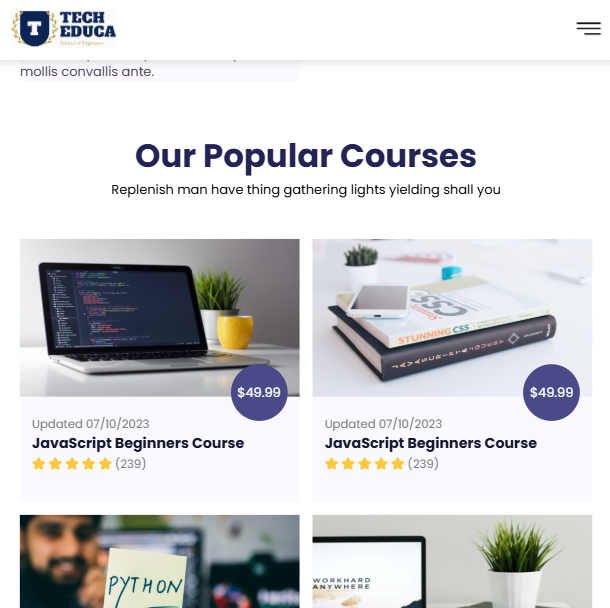 TECH
EDUCA
School of Engineers
mollis convallis ante.
Our Popular Courses
Replenish man have thing gathering lights yielding shall you
STUNNING CSS
JAVASCRIPT & JQUERY
$49.99
$49.99
Updated 07/10/2023
JavaScript Beginners Course
(239)
Updated 07/10/2023
JavaScript Beginners Course
(239)
PYTHON
WORKHARD
ANYWHERE